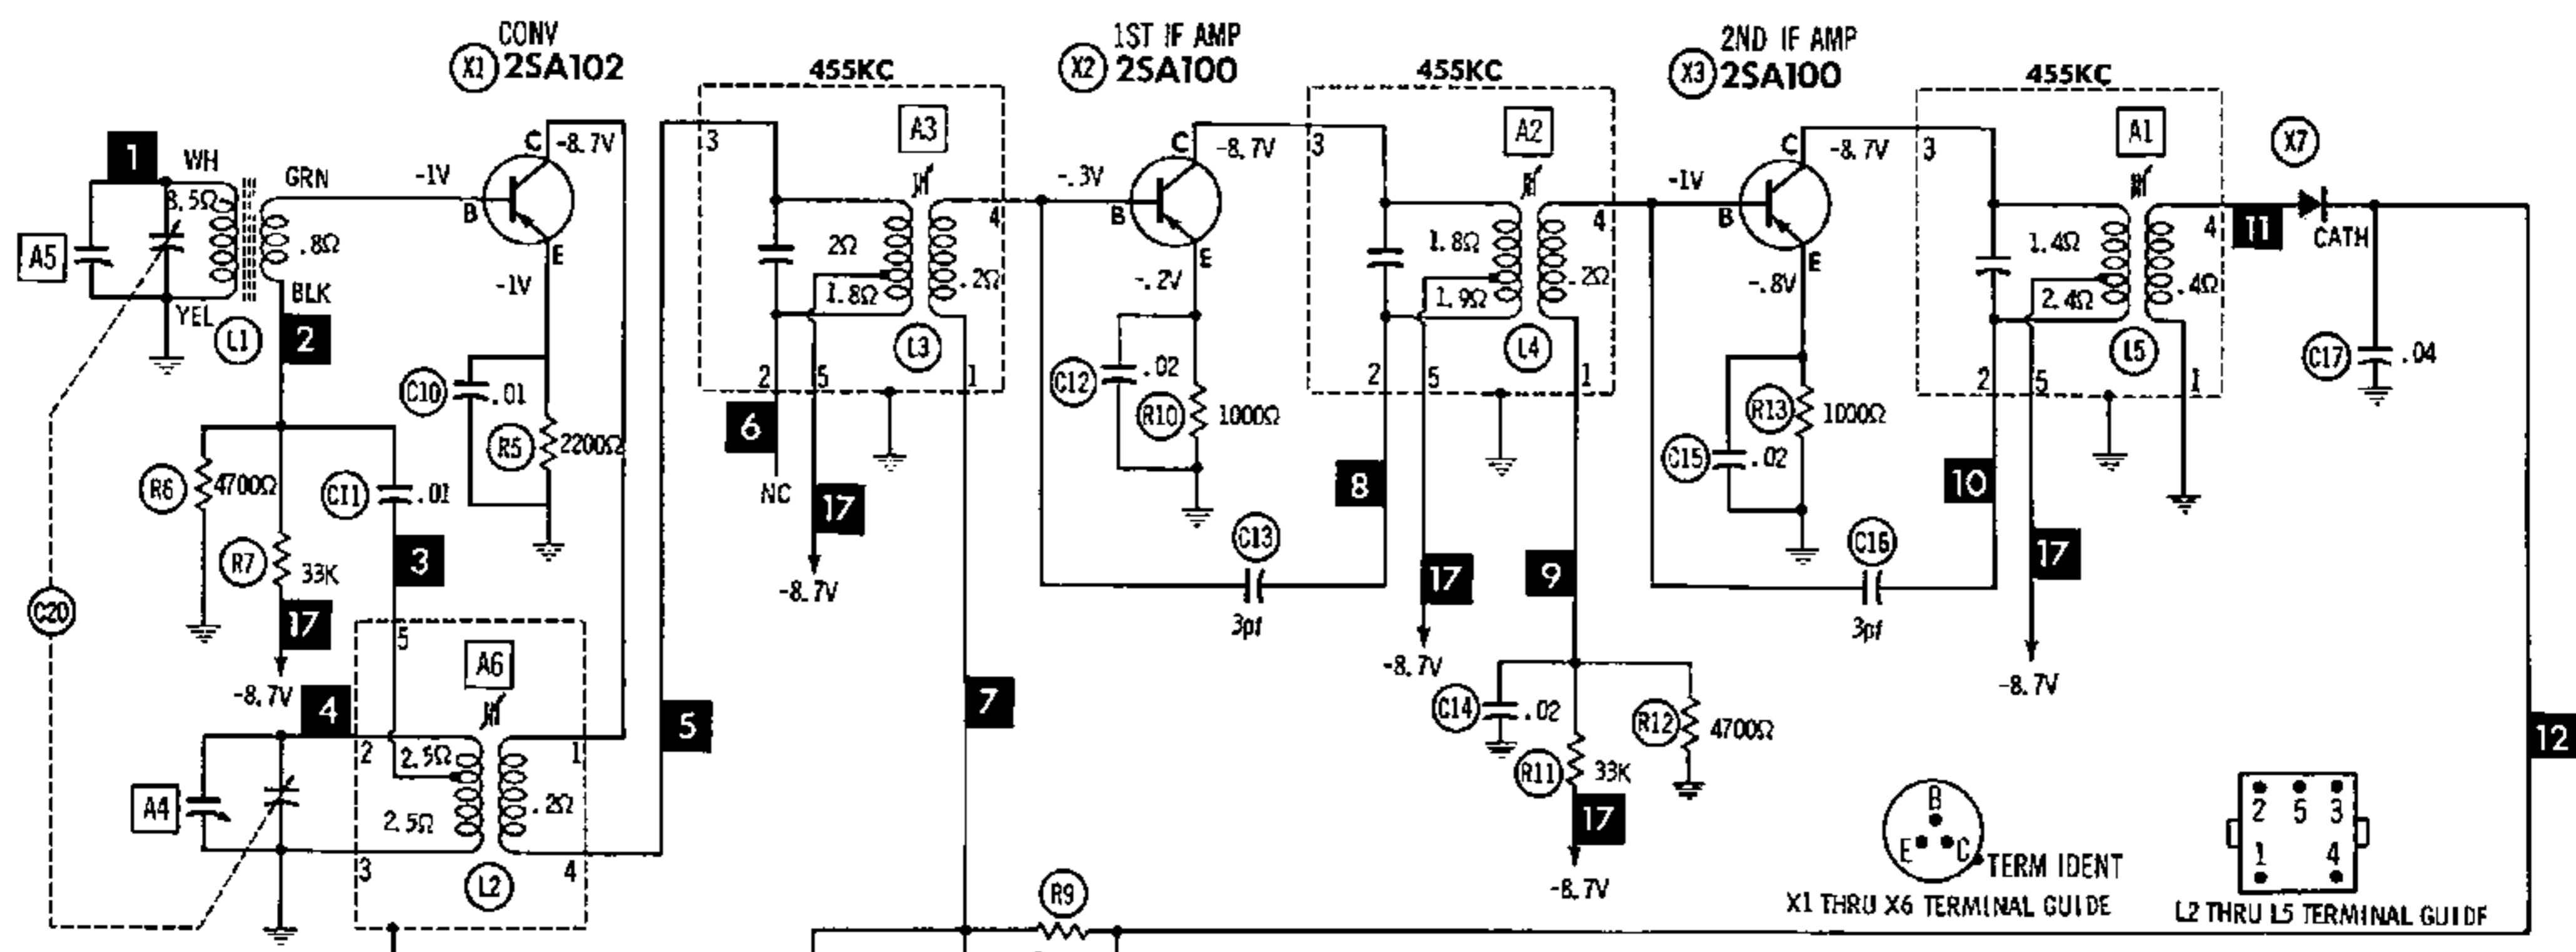 CONV
X1 2SA102
1ST IF AMP
X2 2SA100
2ND IF AMP
X3 2SA100
455KC
455KC
455KC
1
WH
3.5Ω
GRN
.8Ω
BLK
YEL
A5
L1
2
-1V
B
C
-8.7V
E
-1V
C10
.01
R5
2200Ω
R6
4700Ω
C11
.01
R7
33K
3
17
-8.7V
C20
4
5
A6
2
2.5Ω
1
2.5Ω
.2Ω
A4
3
L2
4
5
3
A3
2Ω
1.8Ω
4
.2Ω
L3
2
5
1
6
NC
17
-8.7V
7
-.3V
B
C
-8.7V
E
-.2V
C12
.02
R10
1000Ω
C13
3pf
3
A2
1.8Ω
1.9Ω
4
.2Ω
L4
2
5
1
8
17
-8.7V
9
C14
.02
R12
4700Ω
R11
33K
17
-8.7V
-1V
B
C
-8.7V
E
-.8V
R13
1000Ω
C15
.02
C16
3pf
3
A1
1.4Ω
2.4Ω
4
.4Ω
L5
2
5
1
10
17
-8.7V
11
X7
CATH
C17
.04
12
R9
B
E
C
TERM IDENT
X1 THRU X6 TERMINAL GUIDE
2 5 3
1 4
L2 THRU L5 TERMINAL GUIDE